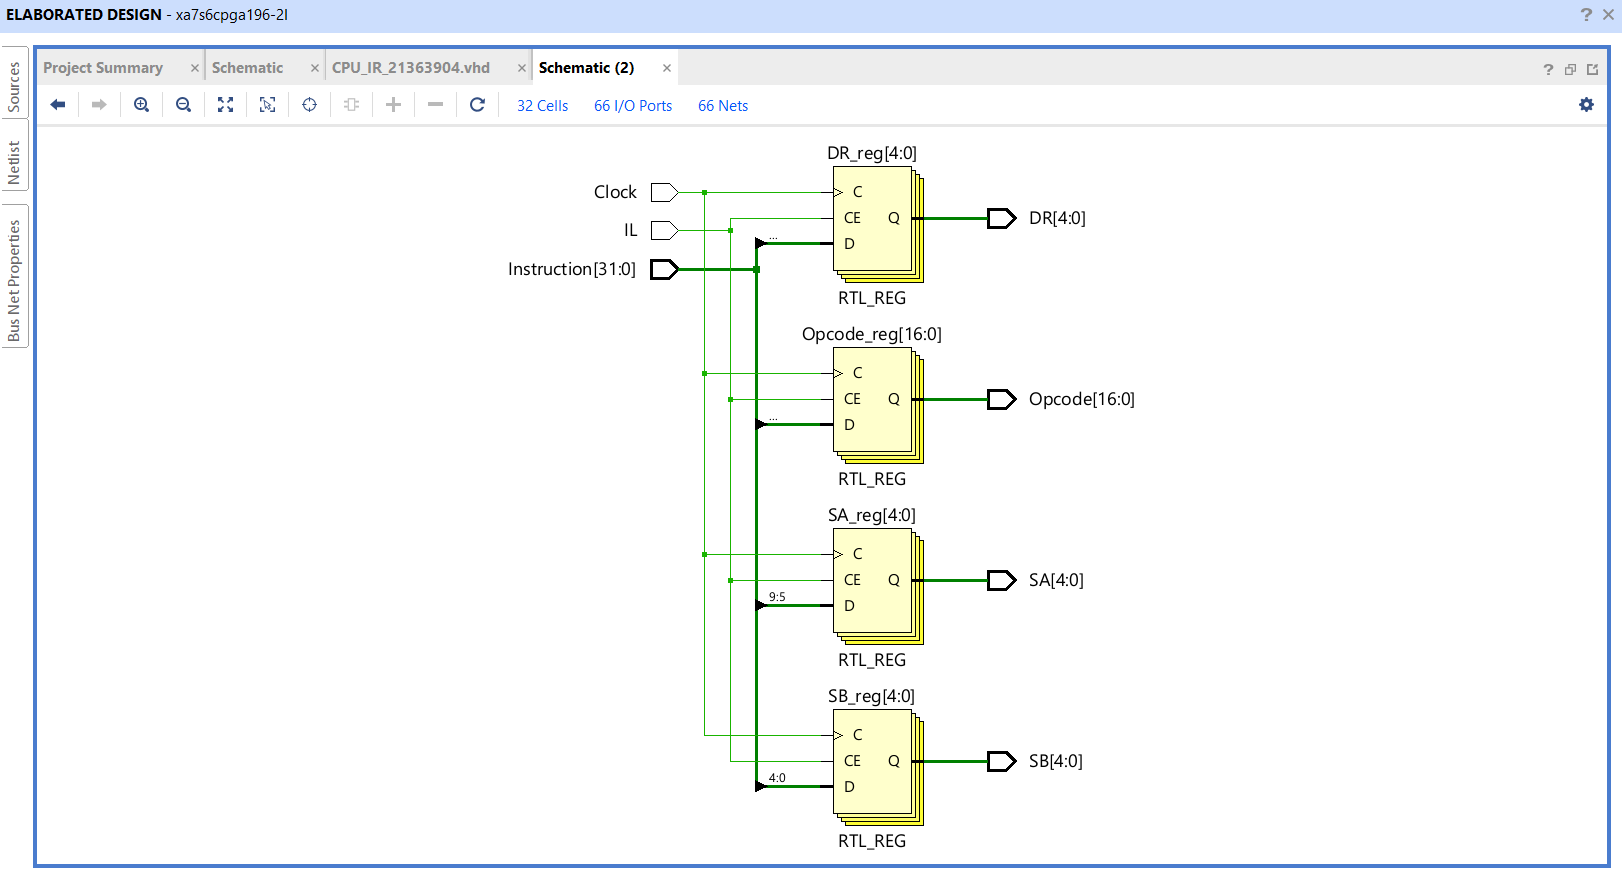 ELABORATED DESIGN - xa7s6cpga196-2I
?
Sources
Netlist
Bus Net Properties
Project Summary
Schematic
CPU_IR_21363904.vhd
Schematic (2)
?
32 Cells
66 I/O Ports
66 Nets
DR_reg[4:0]
Clock
C
IL
CE
Q
DR[4:0]
...
D
Instruction[31:0]
RTL_REG
Opcode_reg[16:0]
C
CE
Q
Opcode[16:0]
...
D
RTL_REG
SA_reg[4:0]
C
CE
Q
SA[4:0]
9:5
D
RTL_REG
SB_reg[4:0]
C
CE
Q
SB[4:0]
4:0
D
RTL_REG